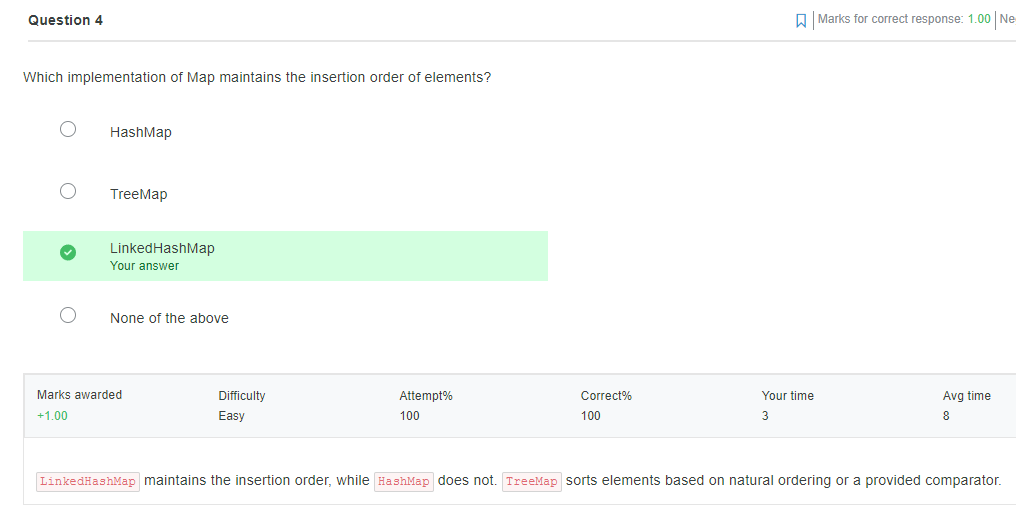 Question 4
Marks for correct response: 1.00
Which implementation of Map maintains the insertion order of elements?
HashMap
TreeMap
LinkedHashMap
Your answer
None of the above
Marks awarded Difficulty Attempt% Correct% Your time Avg time
+1.00 Easy 100 100 3 8
LinkedHashMap maintains the insertion order, while HashMap does not. TreeMap sorts elements based on natural ordering or a provided comparator.